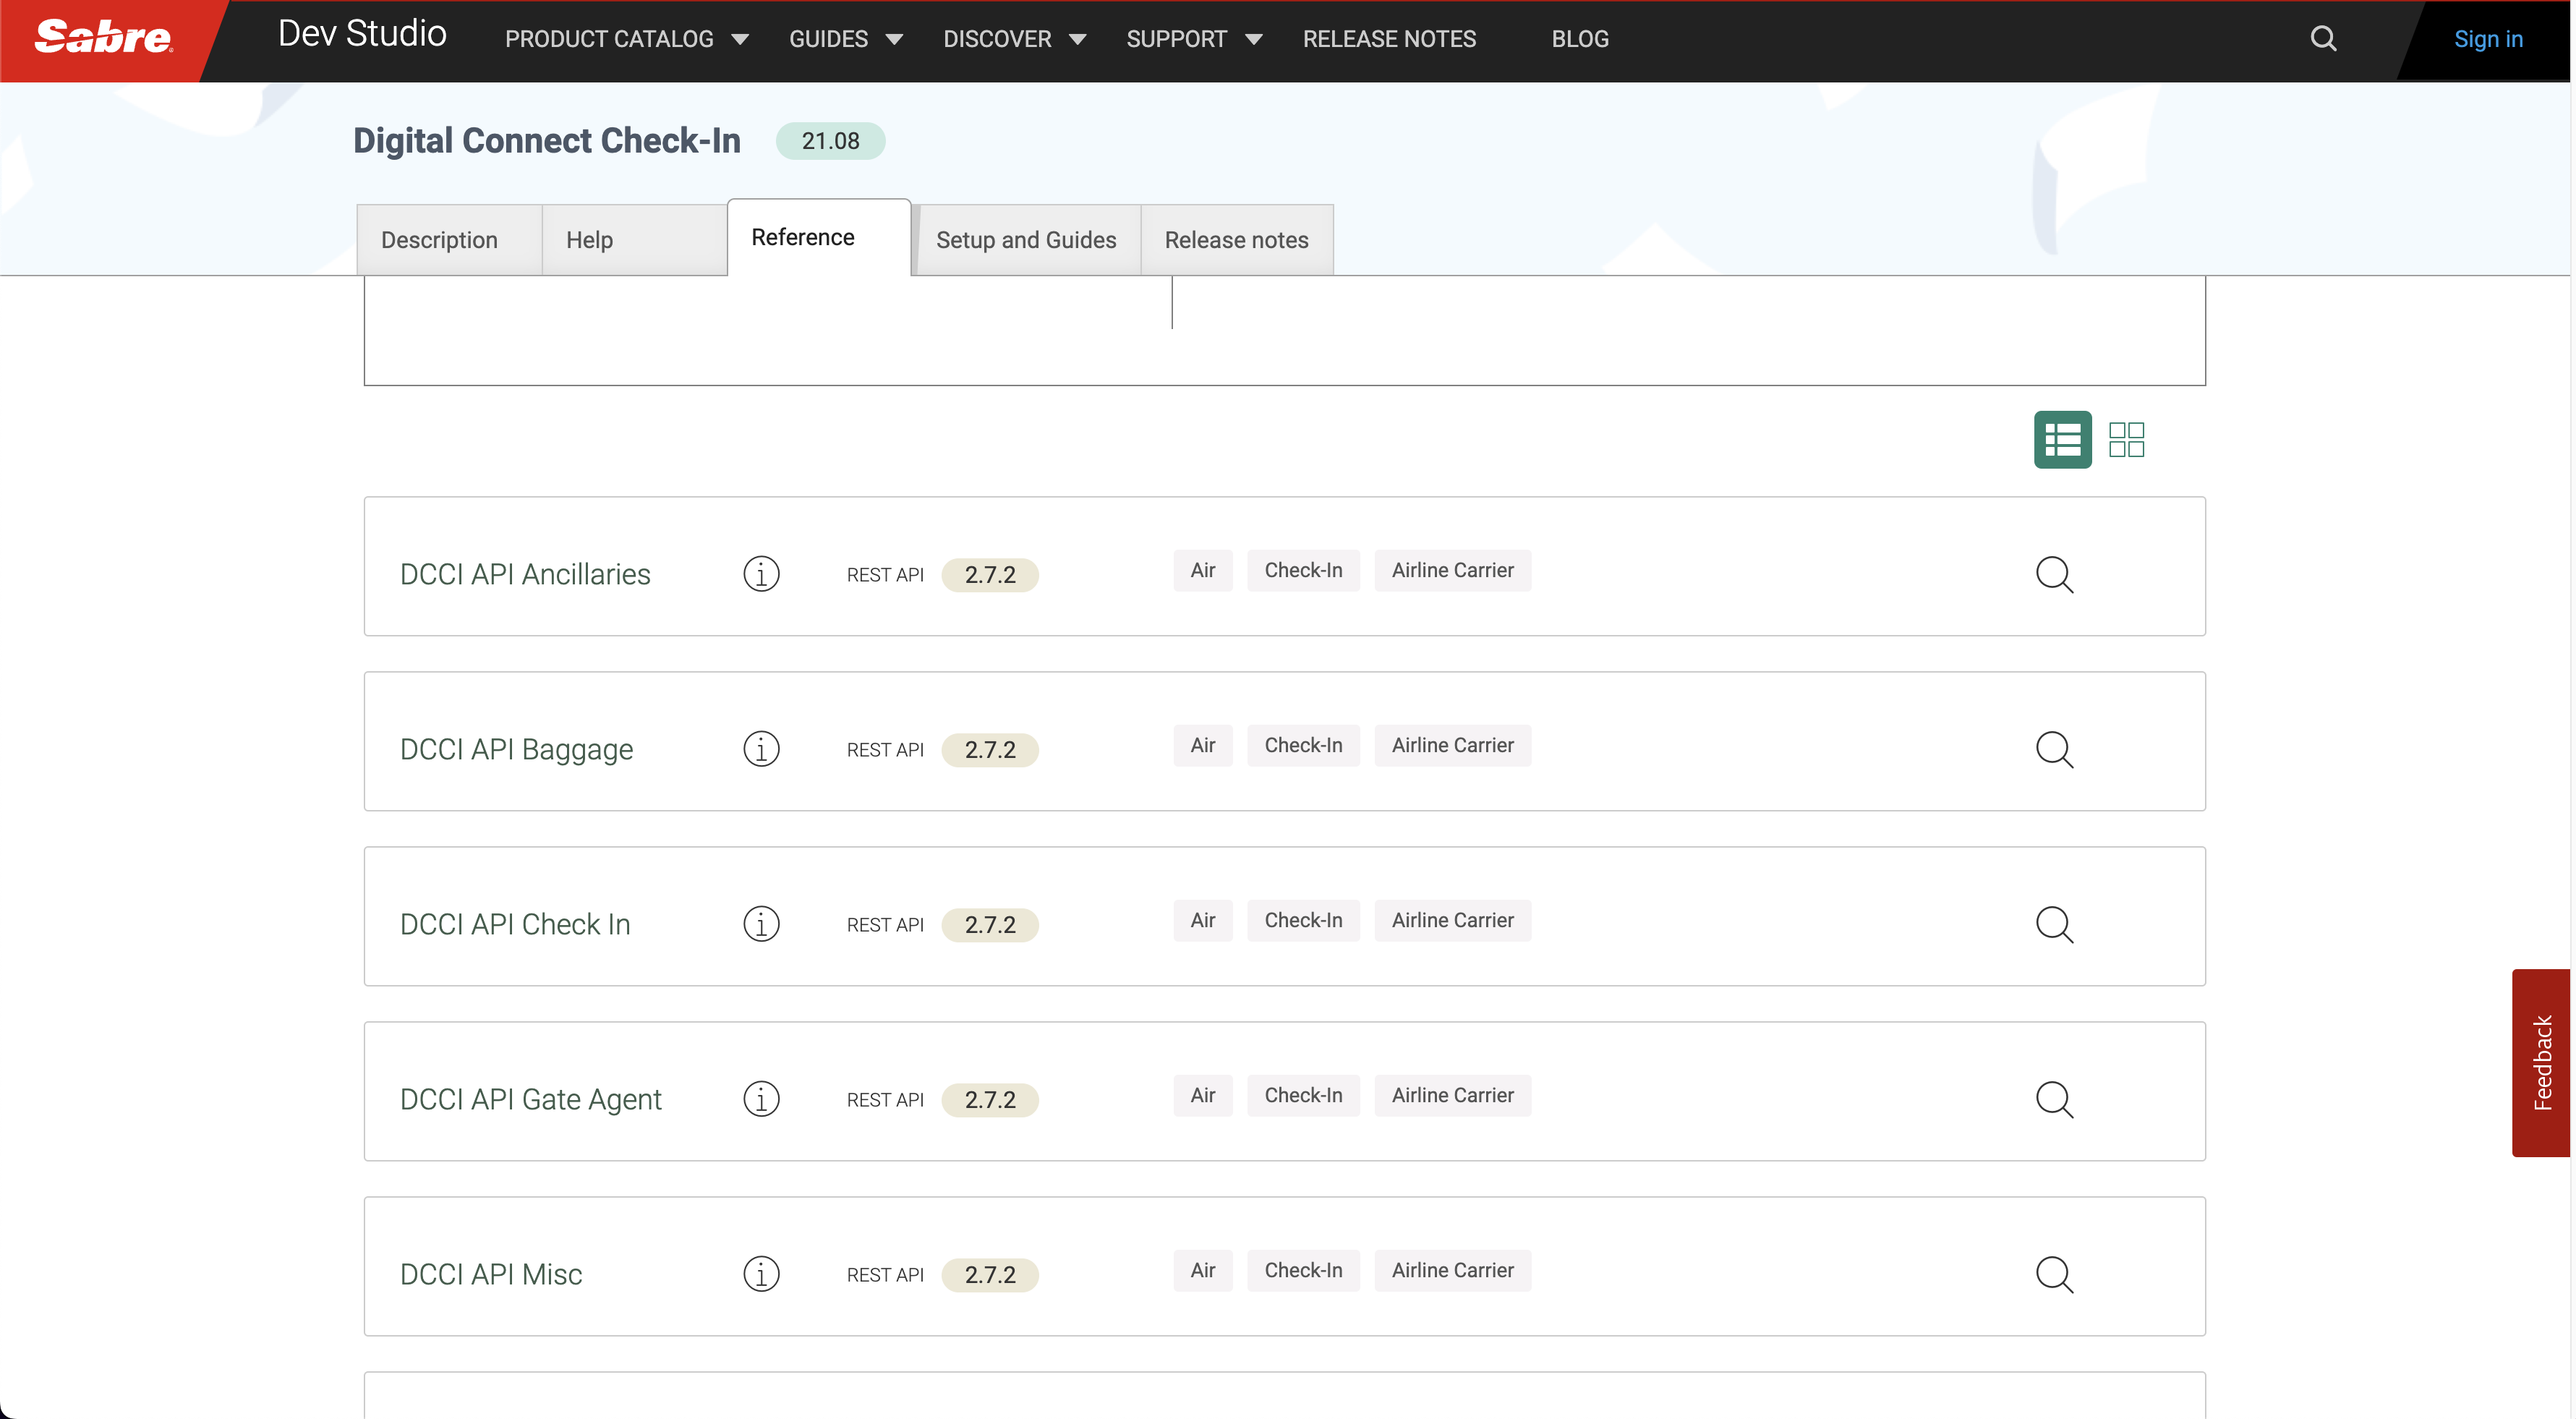 Sabre
Dev Studio
PRODUCT CATALOG
GUIDES
DISCOVER
SUPPORT
RELEASE NOTES
BLOG
Sign in
Digital Connect Check-In
21.08
Description
Help
Reference
Setup and Guides
Release notes
DCCI API Ancillaries
REST API
2.7.2
Air
Check-In
Airline Carrier
DCCI API Baggage
REST API
2.7.2
Air
Check-In
Airline Carrier
DCCI API Check In
REST API
2.7.2
Air
Check-In
Airline Carrier
DCCI API Gate Agent
REST API
2.7.2
Air
Check-In
Airline Carrier
DCCI API Misc
REST API
2.7.2
Air
Check-In
Airline Carrier
Feedback